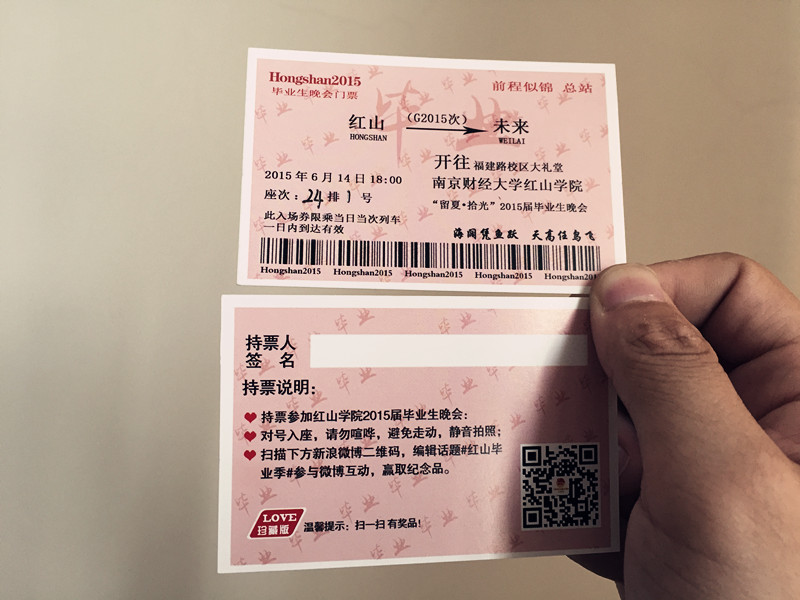 Hongshan2015
毕业生晚会门票
前程似锦 总站
毕业
红山
HONGSHAN
(G2015次)
未来
WEILAI
开往 福建路校区大礼堂
南京财经大学红山学院
“留夏·拾光”2015届毕业生晚会
2015年6月14日18:00
座次：24排1号
此入场券限乘当日当次列车
一日内到达有效
海阔凭鱼跃 天高任鸟飞
Hongshan2015 Hongshan2015 Hongshan2015 Hongshan2015 Hongshan2015
持票人
签 名
持票说明：
持票参加红山学院2015届毕业生晚会：
对号入座，请勿喧哗，避免走动，静音拍照；
扫描下方新浪微博二维码，编辑话题#红山毕
业季#参与微博互动，赢取纪念品。
LOVE
珍藏版
温馨提示：扫一扫 有奖品！